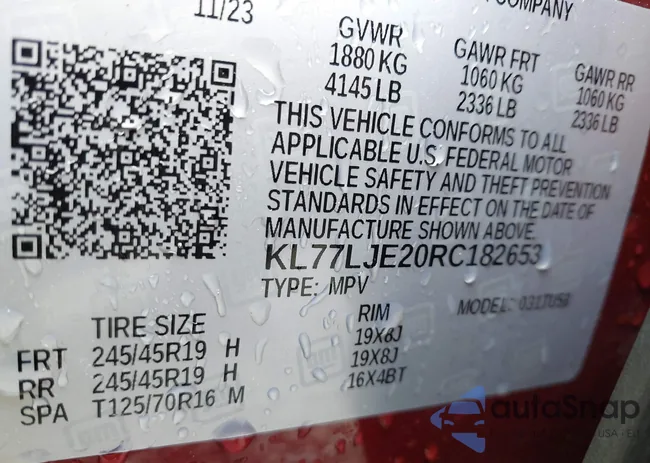 11/23
COMPANY
GVWR
1880 KG
4145 LB
GAWR FRT
1060 KG
2336 LB
GAWR RR
1060 KG
2336 LB
THIS VEHICLE CONFORMS TO ALL
APPLICABLE U.S. FEDERAL MOTOR
VEHICLE SAFETY AND THEFT PREVENTION
STANDARDS IN EFFECT ON THE DATE OF
MANUFACTURE SHOWN ABOVE.
KL77LJE20RC182653
TYPE: MPV
MODEL:
TIRE SIZE RIM
FRT 245/45R19 H 19X8J
RR 245/45R19 H 19X8J
SPA T125/70R16 M 16X4BT
autoSnap